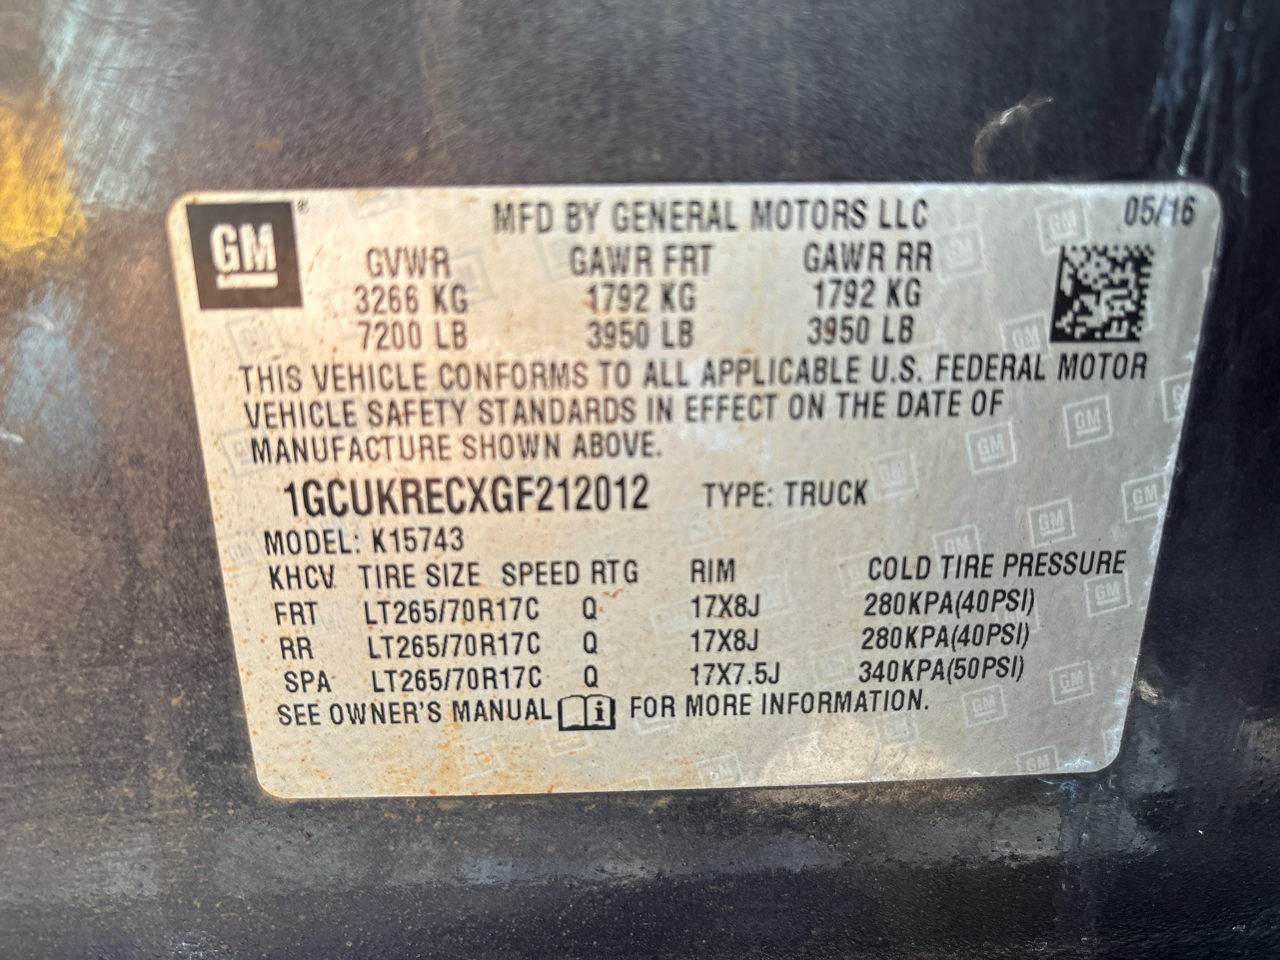 GM ® MFD BY GENERAL MOTORS LLC 05/16
GVWR GAWR FRT GAWR RR
3266 KG 1792 KG 1792 KG
7200 LB 3950 LB 3950 LB
THIS VEHICLE CONFORMS TO ALL APPLICABLE U.S. FEDERAL MOTOR
VEHICLE SAFETY STANDARDS IN EFFECT ON THE DATE OF
MANUFACTURE SHOWN ABOVE.
1GCUKRECXGF212012 TYPE: TRUCK
MODEL: K15743
KHCV TIRE SIZE SPEED RTG RIM COLD TIRE PRESSURE
FRT LT265/70R17C Q 17X8J 280KPA(40PSI)
RR LT265/70R17C Q 17X8J 280KPA(40PSI)
SPA LT265/70R17C Q 17X7.5J 340KPA(50PSI)
SEE OWNER'S MANUAL i FOR MORE INFORMATION.